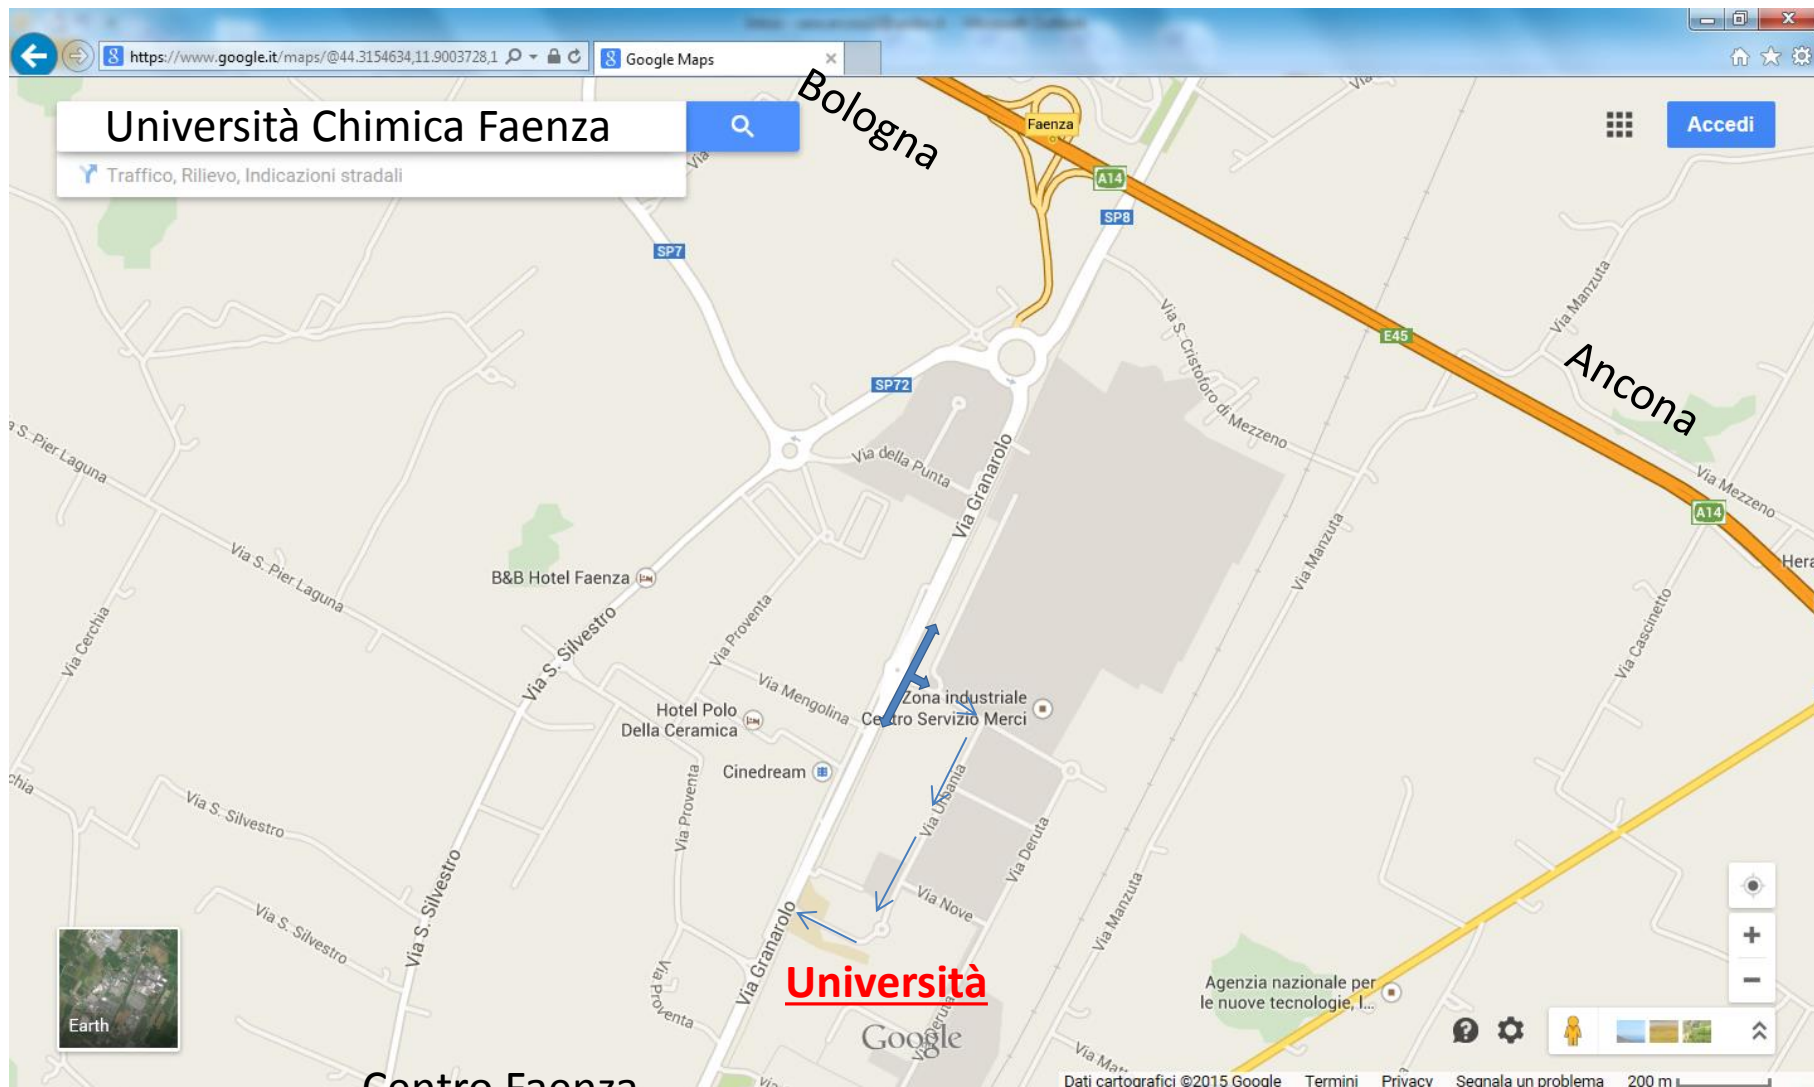 https://www.google.it/maps/@44.3154634,11.9003728,1
Google Maps
Università Chimica Faenza
Traffico, Rilievo, Indicazioni stradali
Bologna
Faenza
Accedi
A14
SP8
SP7
Via Manzuta
E45
Ancona
SP72
Via S. Cristoforo di Mezzeno
S. Pier Laguna
Via della Punta
Via Granarolo
Via Mezzeno
A14
Via S. Pier Laguna
B&B Hotel Faenza
Via Manzuta
Hera
Via Cerchia
Via S. Silvestro
Via Proventa
Via Cascinetto
Via Mengolina
Zona industriale
Centro Servizio Merci
Hotel Polo
Della Ceramica
Cinedream
Via S. Silvestro
Via Proventa
Via Urbania
Via Deruta
Via Nove
Via S. Silvestro
Via S. Silvestro
Via Granarolo
Via Manzuta
Università
Via Proventa
Agenzia nazionale per
le nuove tecnologie, l...
Earth
Google
Via Deruta
Centro Faenza
Dati cartografici ©2015 Google Termini Privacy Segnala un problema 200 m